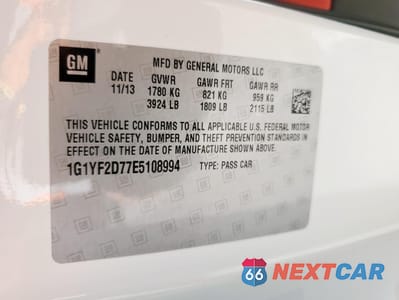 GM
MFD BY GENERAL MOTORS LLC
DATE GVWR GAWR FRT GAWR RR
11/13 1780 KG 821 KG 959 KG
3924 LB 1809 LB 2115 LB
THIS VEHICLE CONFORMS TO ALL APPLICABLE U.S. FEDERAL MOTOR
VEHICLE SAFETY, BUMPER, AND THEFT PREVENTION STANDARDS IN
EFFECT ON THE DATE OF MANUFACTURE SHOWN ABOVE.
1G1YF2D77E5108994 TYPE: PASS CAR
66 NEXTCAR